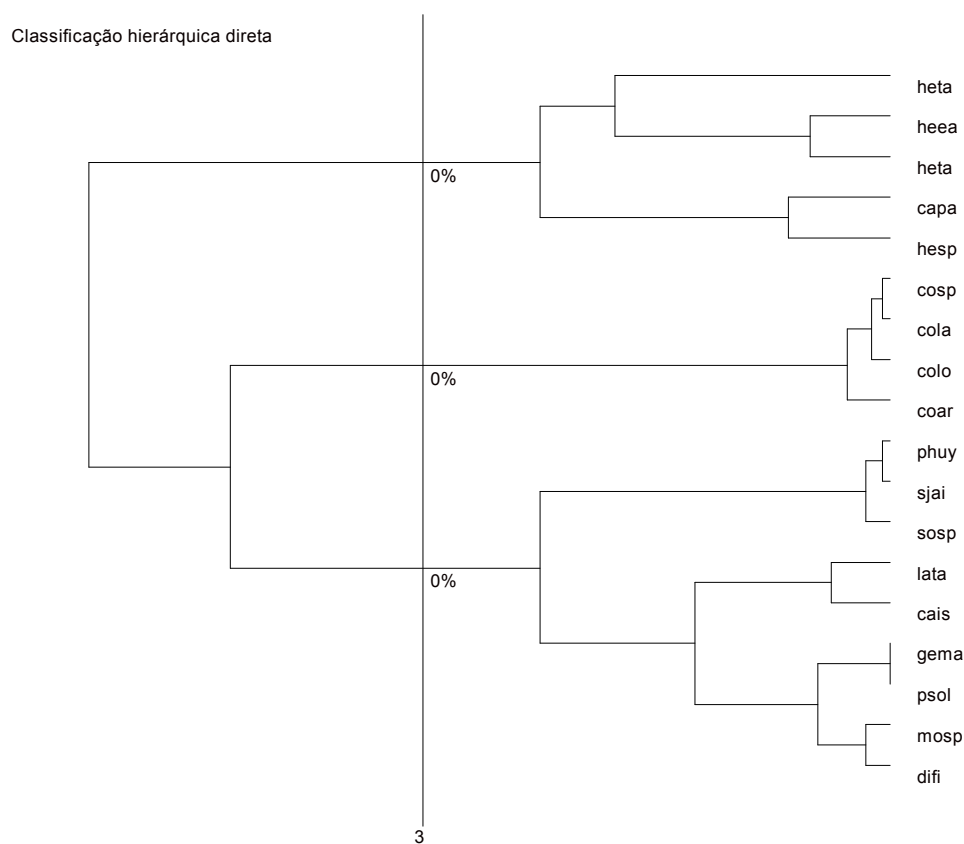 Classificação hierárquica direta
heta
heea
heta
0%
capa
hesp
cosp
cola
colo
0%
coar
phuy
sjai
sosp
lata
0%
cais
gema
psol
mosp
difi
3